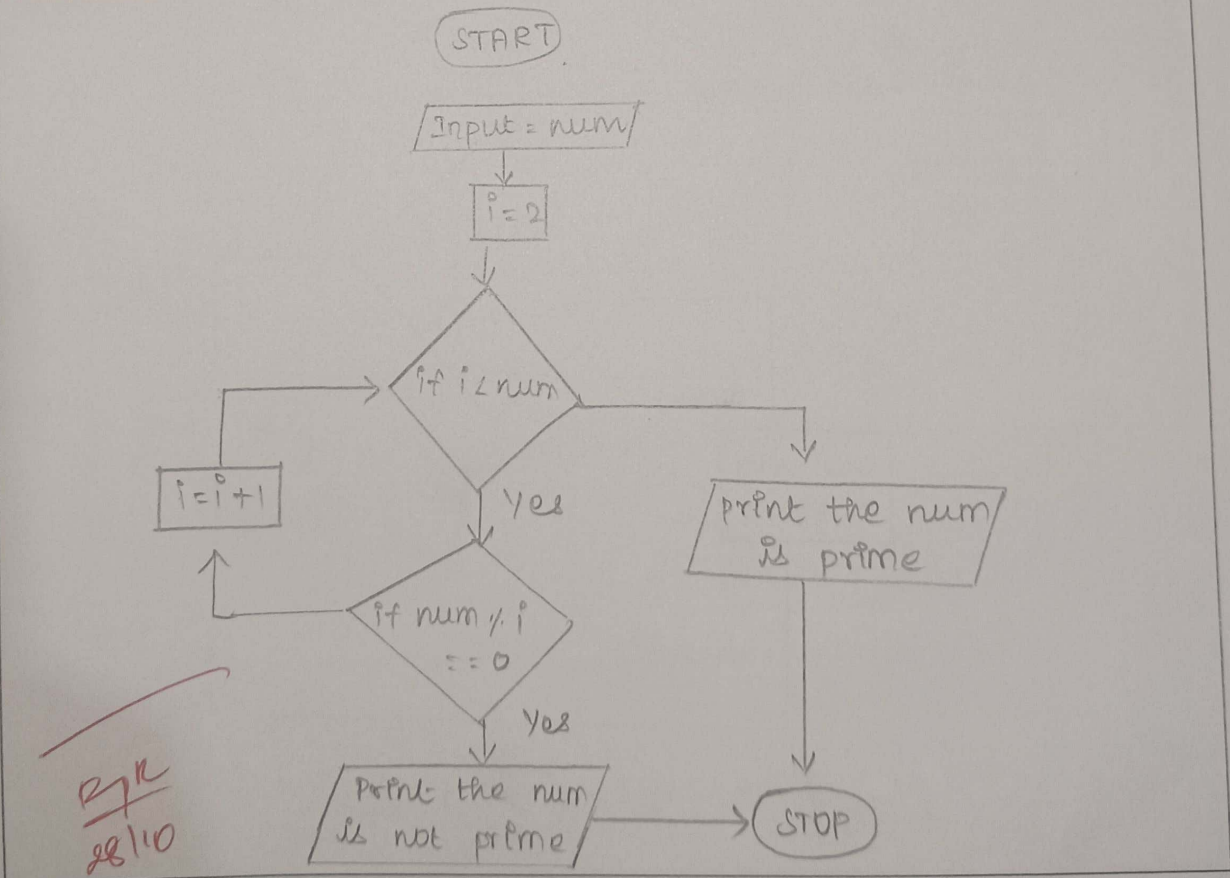 START
Input = num
i = 2
if i < num
i = i + 1
yes
print the num
is prime
if num % i
== 0
Yes
Print the num
is not prime
STOP
28/10